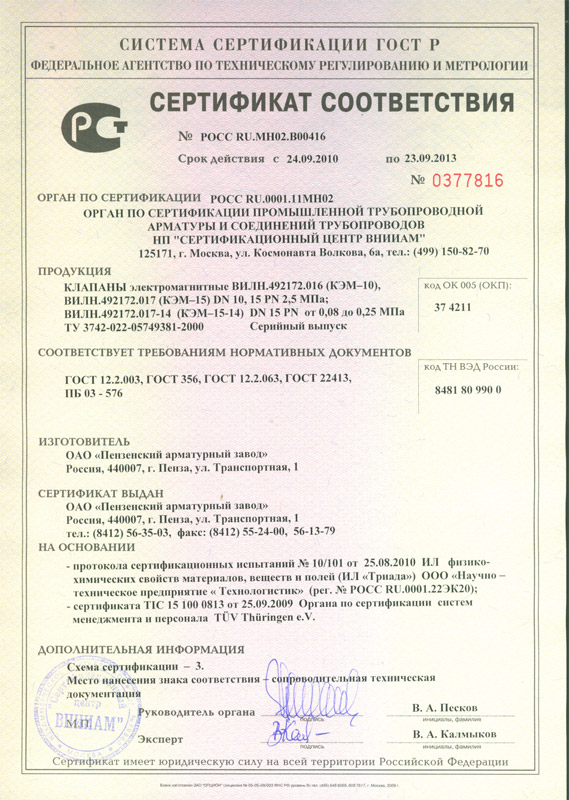 СИСТЕМА СЕРТИФИКАЦИИ ГОСТ Р
ФЕДЕРАЛЬНОЕ АГЕНТСТВО ПО ТЕХНИЧЕСКОМУ РЕГУЛИРОВАНИЮ И МЕТРОЛОГИИ
СЕРТИФИКАТ СООТВЕТСТВИЯ
№ РОСС RU.МН02.В00416
Срок действия с 24.09.2010 по 23.09.2013
№ 0377816
ОРГАН ПО СЕРТИФИКАЦИИ РОСС RU.0001.11МН02
ОРГАН ПО СЕРТИФИКАЦИИ ПРОМЫШЛЕННОЙ ТРУБОПРОВОДНОЙ
АРМАТУРЫ И СОЕДИНЕНИЙ ТРУБОПРОВОДОВ
НП "СЕРТИФИКАЦИОННЫЙ ЦЕНТР ВНИИАМ"
125171, г. Москва, ул. Космонавта Волкова, 6а, тел.: (499) 150-82-70
ПРОДУКЦИЯ
КЛАПАНЫ электромагнитные ВИЛН.492172.016 (КЭМ–10),
ВИЛН.492172.017 (КЭМ–15) DN 10, 15 PN 2,5 МПа;
ВИЛН.492172.017-14 (КЭМ–15-14) DN 15 PN от 0,08 до 0,25 МПа
ТУ 3742-022-05749381-2000 Серийный выпуск
код ОК 005 (ОКП):
37 4211
СООТВЕТСТВУЕТ ТРЕБОВАНИЯМ НОРМАТИВНЫХ ДОКУМЕНТОВ
ГОСТ 12.2.003, ГОСТ 356, ГОСТ 12.2.063, ГОСТ 22413,
ПБ 03 - 576
код ТН ВЭД России:
8481 80 990 0
ИЗГОТОВИТЕЛЬ
ОАО «Пензенский арматурный завод»
Россия, 440007, г. Пенза, ул. Транспортная, 1
СЕРТИФИКАТ ВЫДАН
ОАО «Пензенский арматурный завод»
Россия, 440007, г. Пенза, ул. Транспортная, 1
тел.: (8412) 56-35-03, факс: (8412) 55-24-00, 56-13-79
НА ОСНОВАНИИ
- протокола сертификационных испытаний № 10/101 от 25.08.2010 ИЛ физико-
химических свойств материалов, веществ и полей (ИЛ «Триада») ООО «Научно –
техническое предприятие « Технологистик» (рег. № РОСС RU.0001.22ЭК20);
- сертификата TIC 15 100 0813 от 25.09.2009 Органа по сертификации систем
менеджмента и персонала TÜV Thüringen e.V.
ДОПОЛНИТЕЛЬНАЯ ИНФОРМАЦИЯ
Схема сертификации – 3.
Место нанесения знака соответствия – сопроводительная техническая
документация
центр
ВНИИАМ"
М.П.
Руководитель органа
подпись
В. А. Песков
инициалы, фамилия
Эксперт
подпись
В. А. Калмыков
инициалы, фамилия
Сертификат имеет юридическую силу на всей территории Российской Федерации